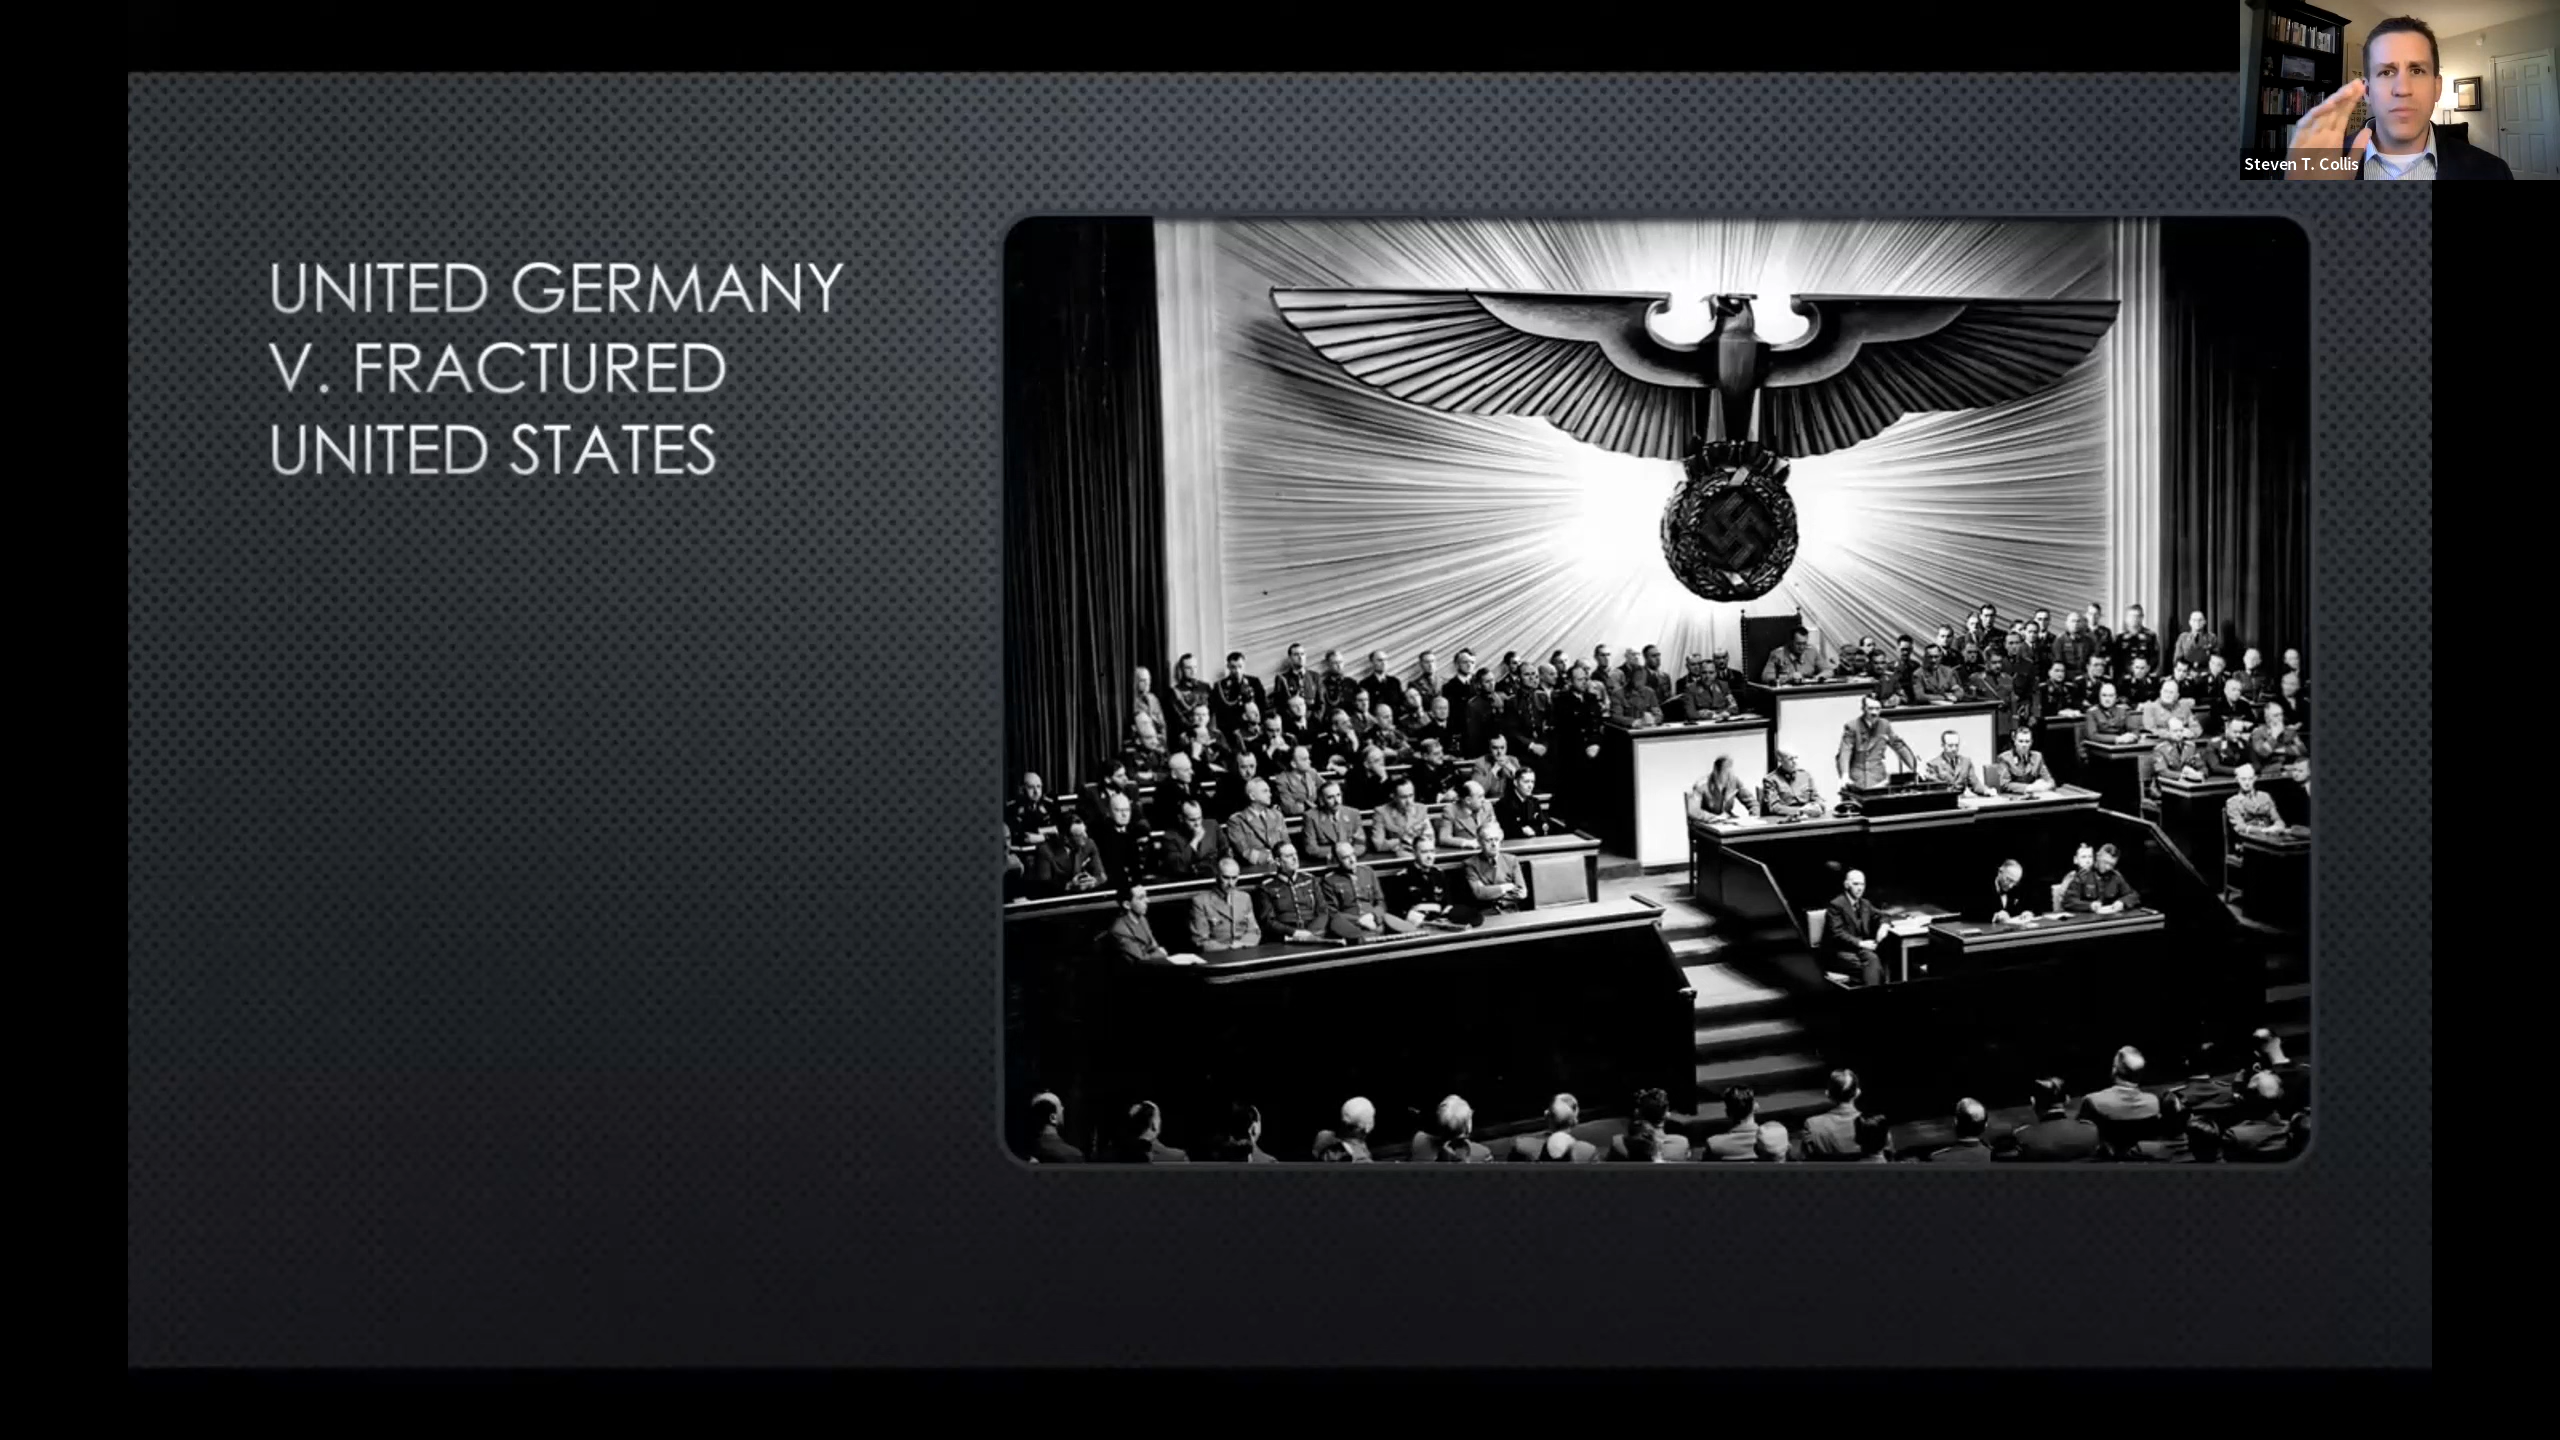 UNITED GERMANY
V. FRACTURED
UNITED STATES
Steven T. Collis